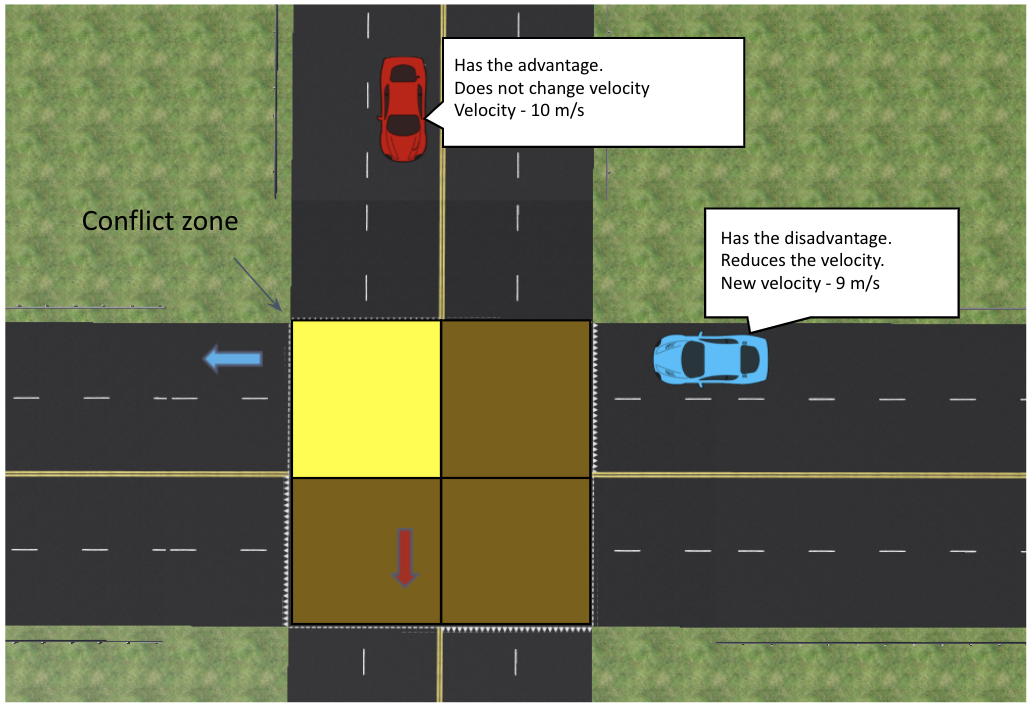 Has the advantage.
Does not change velocity
Velocity - 10 m/s
Conflict zone
Has the disadvantage.
Reduces the velocity.
New velocity - 9 m/s